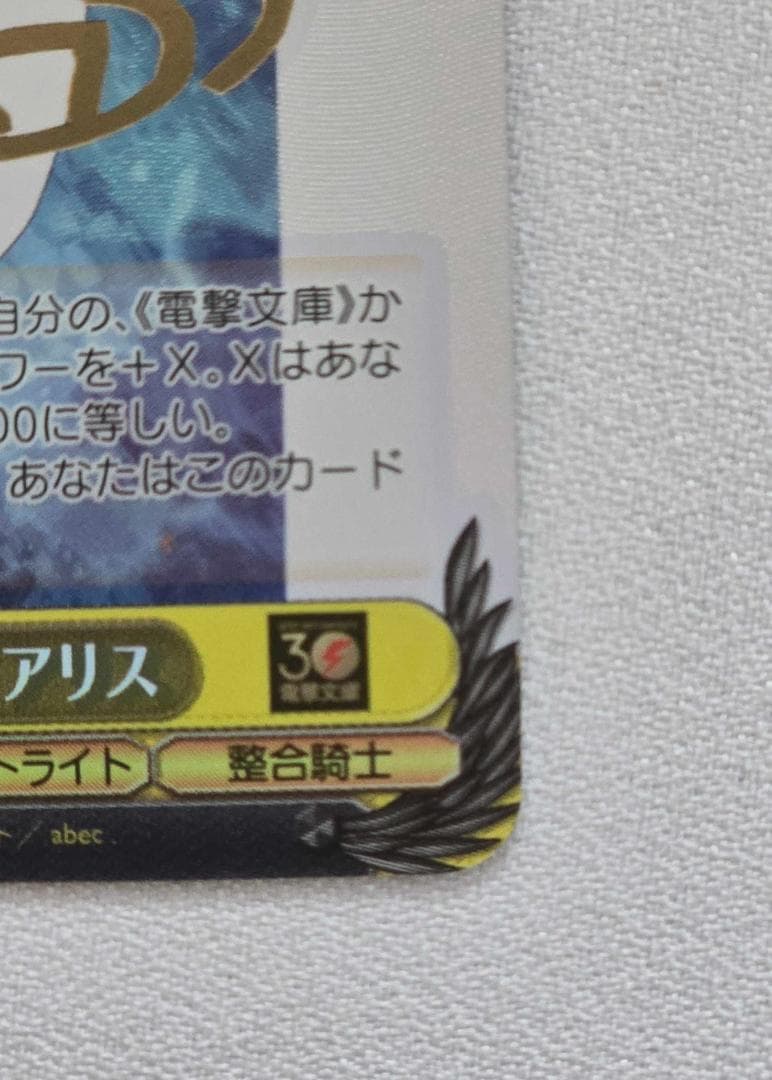 自分の、《電撃文庫》か
ワーを＋X。Xはあな
00に等しい。
あなたはこのカード
アリス
30
電撃文庫
トライト
整合騎士
ト／abec